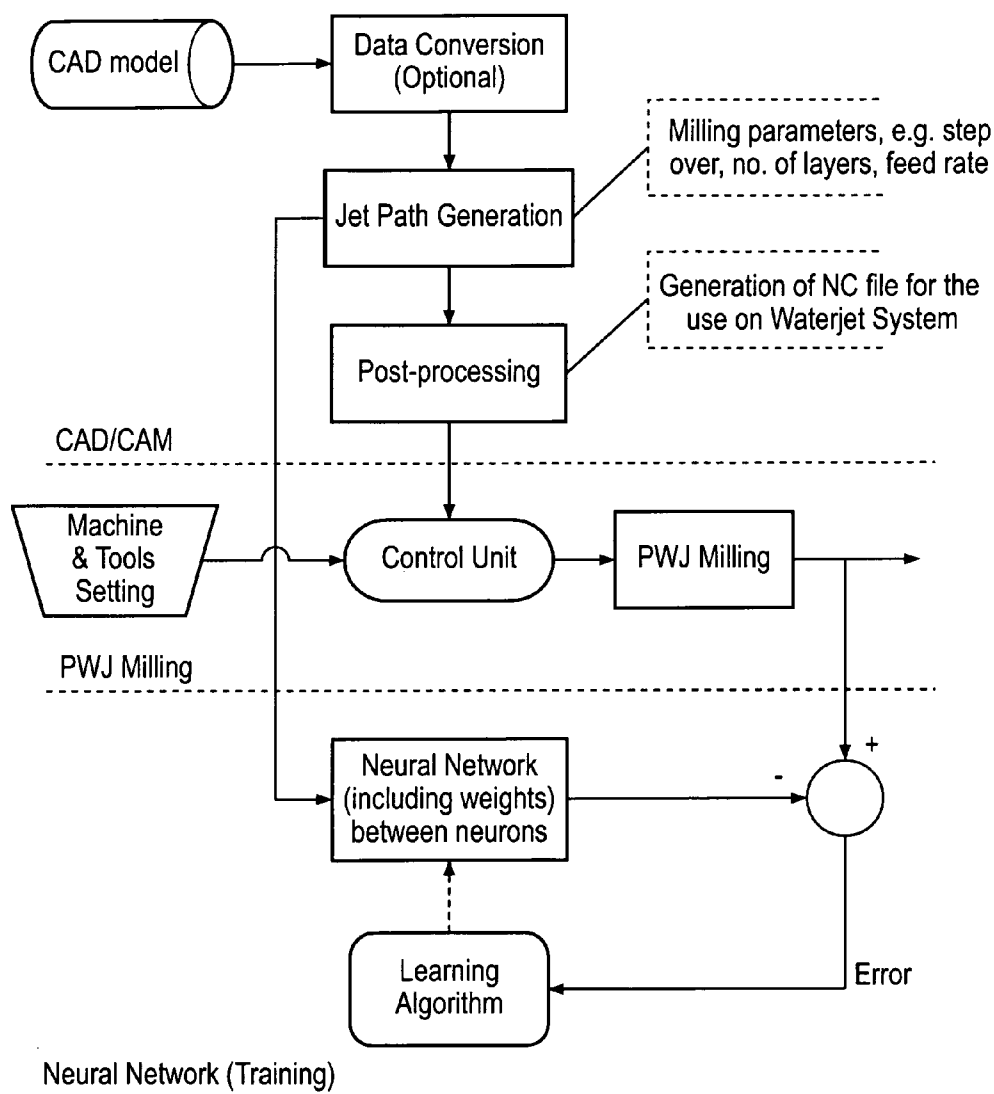 CAD model
Data Conversion
(Optional)
Milling parameters, e.g. step
over, no. of layers, feed rate
Jet Path Generation
Generation of NC file for the
use on Waterjet System
Post-processing
CAD/CAM
Machine
& Tools
Setting
Control Unit
PWJ Milling
PWJ Milling
+
-
Neural Network
(including weights)
between neurons
Learning
Algorithm
Error
Neural Network (Training)